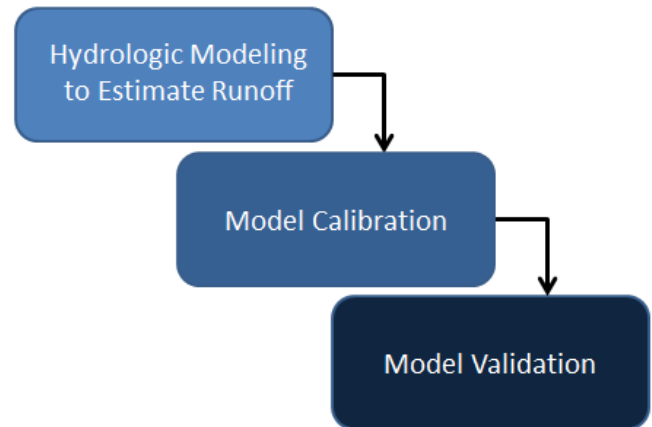 Hydrologic Modeling
to Estimate Runoff
Model Calibration
Model Validation